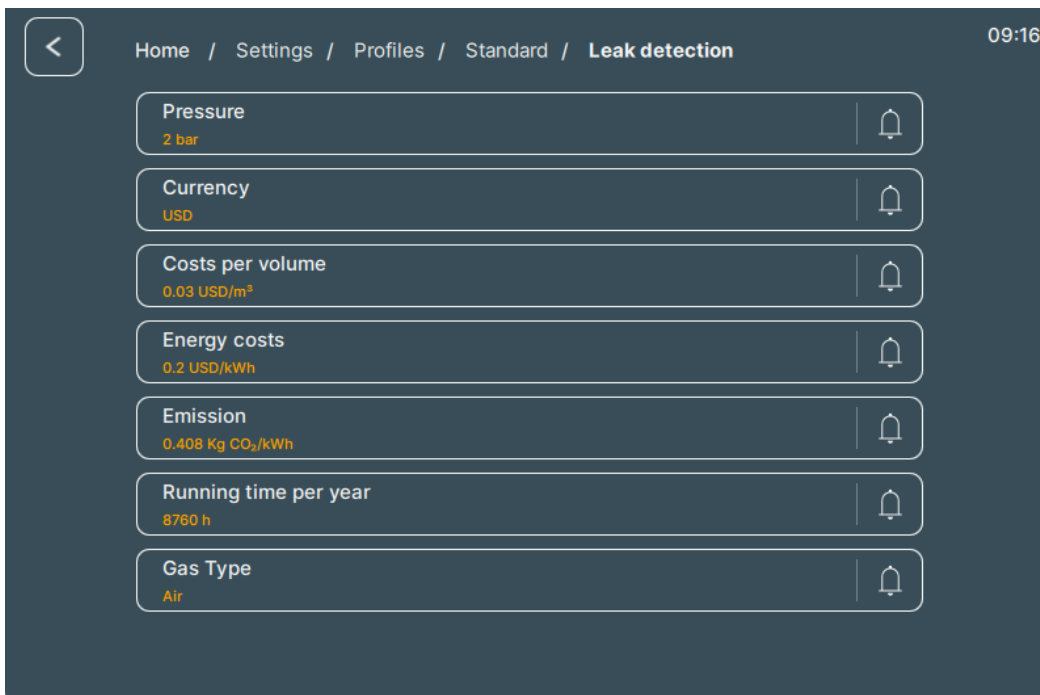 Home / Settings / Profiles / Standard / Leak detection
09:16
Pressure
2 bar
Currency
USD
Costs per volume
0.03 USD/m³
Energy costs
0.2 USD/kWh
Emission
0.408 Kg CO₂/kWh
Running time per year
8760 h
Gas Type
Air